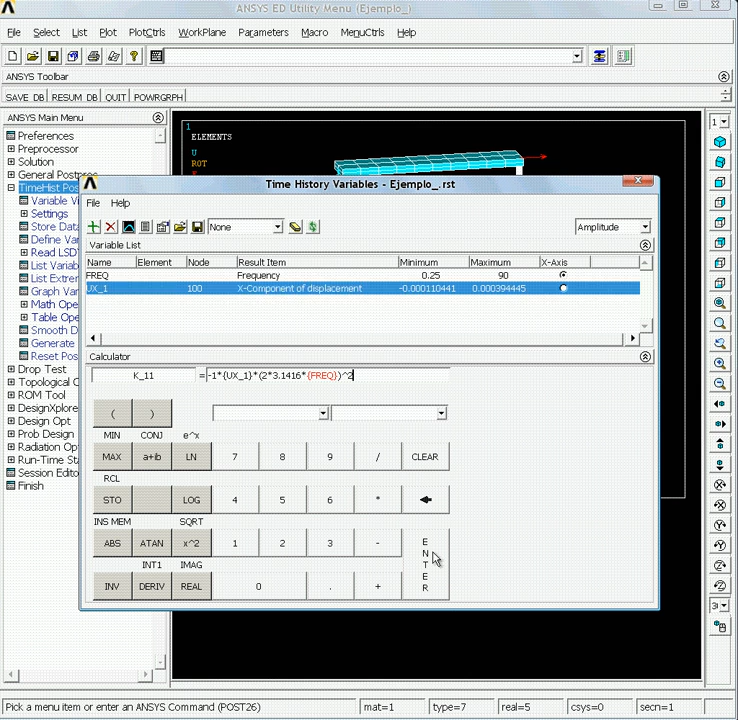 ANSYS ED Utility Menu (Ejemplo_)
File Select List Plot PlotCtrls WorkPlane Parameters Macro MenuCtrls Help
ANSYS Toolbar
SAVE_DB RESUM_DB QUIT POWRGRPH
ANSYS Main Menu
Preferences
Preprocessor
Solution
General Postproc
TimeHist Pos
Variable Vi
Settings
Store Data
Define Var
Read LSD
List Variab
List Extrem
Graph Var
Math Ope
Table Ope
Smooth D
Generate
Reset Pos
Drop Test
Topological O
ROM Tool
DesignXplore
Design Opt
Prob Design
Radiation Op
Run-Time Sta
Session Edito
Finish
1
ELEMENTS
U
ROT
1
3
Time History Variables - Ejemplo_.rst
File Help
None Amplitude
Variable List
Name Element Node Result Item Minimum Maximum X-Axis
FREQ Frequency 0.25 90
UX_1 100 X-Component of displacement -0.000110441 0.000394445
Calculator
K_11 = -1*{UX_1}*(2*3.1416*{FREQ})^2
( )
MIN CONJ e^x
MAX a+ib LN 7 8 9 / CLEAR
RCL
STO LOG 4 5 6 *
INS MEM SQRT
ABS ATAN x^2 1 2 3 - ENTER
INT1 IMAG
INV DERIV REAL 0 . +
Pick a menu item or enter an ANSYS Command (POST26) mat=1 type=7 real=5 csys=0 secn=1